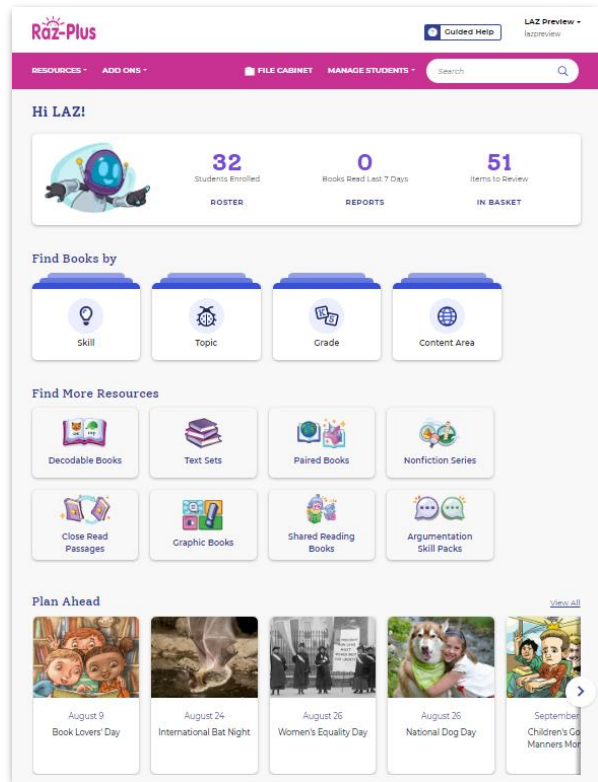 Raz-Plus
Guided Help
LAZ Preview
lazpreview
RESOURCES
ADD ONS
FILE CABINET
MANAGE STUDENTS
Search
Hi LAZ!
32
Students Enrolled
ROSTER
0
Books Read Last 7 Days
REPORTS
51
Items to Review
IN BASKET
Find Books by
Skill
Topic
Grade
Content Area
Find More Resources
Decodable Books
Text Sets
Paired Books
Nonfiction Series
Close Read
Passages
Graphic Books
Shared Reading
Books
Argumentation
Skill Packs
Plan Ahead
View All
August 9
Book Lovers' Day
August 24
International Bat Night
August 26
Women's Equality Day
August 26
National Dog Day
September
Children's Go
Manners Mon